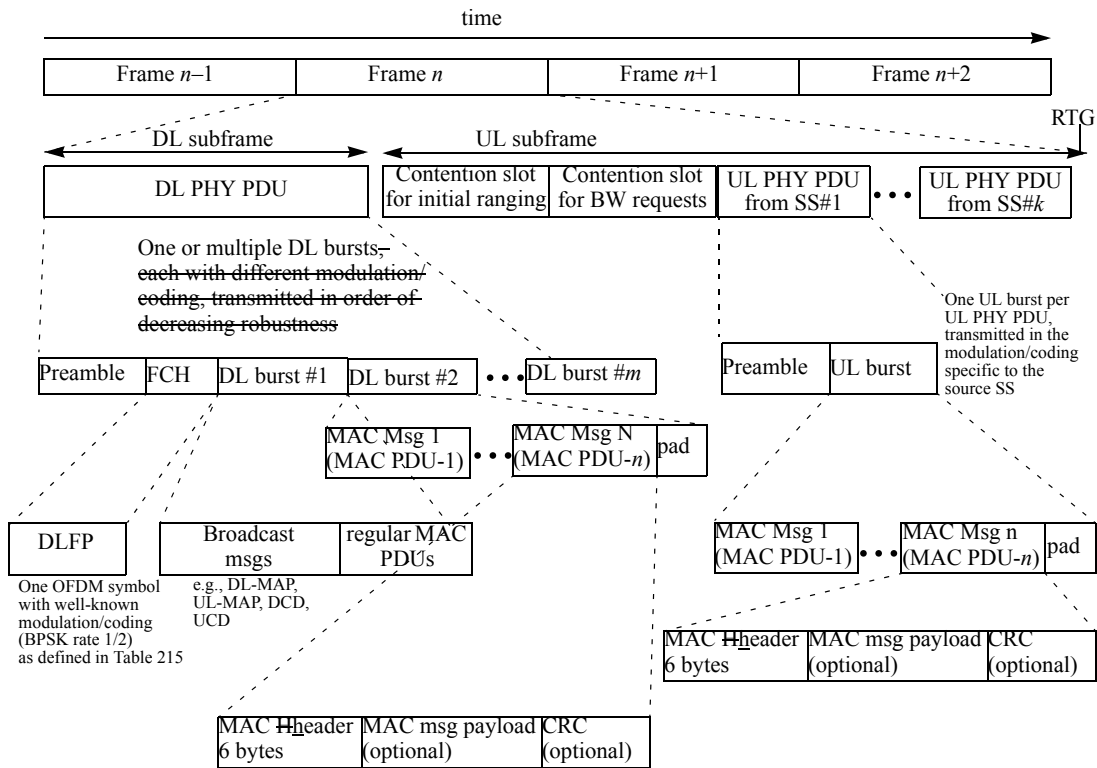 time
Frame n–1
Frame n
Frame n+1
Frame n+2
RTG
DL subframe
UL subframe
DL PHY PDU
Contention slot
for initial ranging
Contention slot
for BW requests
UL PHY PDU
from SS#1
•••
UL PHY PDU
from SS#k
One or multiple DL bursts,
each with different modulation/
coding, transmitted in order of
decreasing robustness
One UL burst per
UL PHY PDU,
transmitted in the
modulation/coding
specific to the
source SS
Preamble
FCH
DL burst #1
DL burst #2
•••
DL burst #m
Preamble
UL burst
MAC Msg 1
(MAC PDU-1)
•••
MAC Msg N
(MAC PDU-n)
pad
DLFP
Broadcast
msgs
regular MAC
PDUs
MAC Msg 1
(MAC PDU-1)
•••
MAC Msg n
(MAC PDU-n)
pad
One OFDM symbol
with well-known
modulation/coding
(BPSK rate 1/2)
as defined in Table 215
e.g., DL-MAP,
UL-MAP, DCD,
UCD
MAC Hheader
6 bytes
MAC msg payload
(optional)
CRC
(optional)
MAC Hheader
6 bytes
MAC msg payload
(optional)
CRC
(optional)